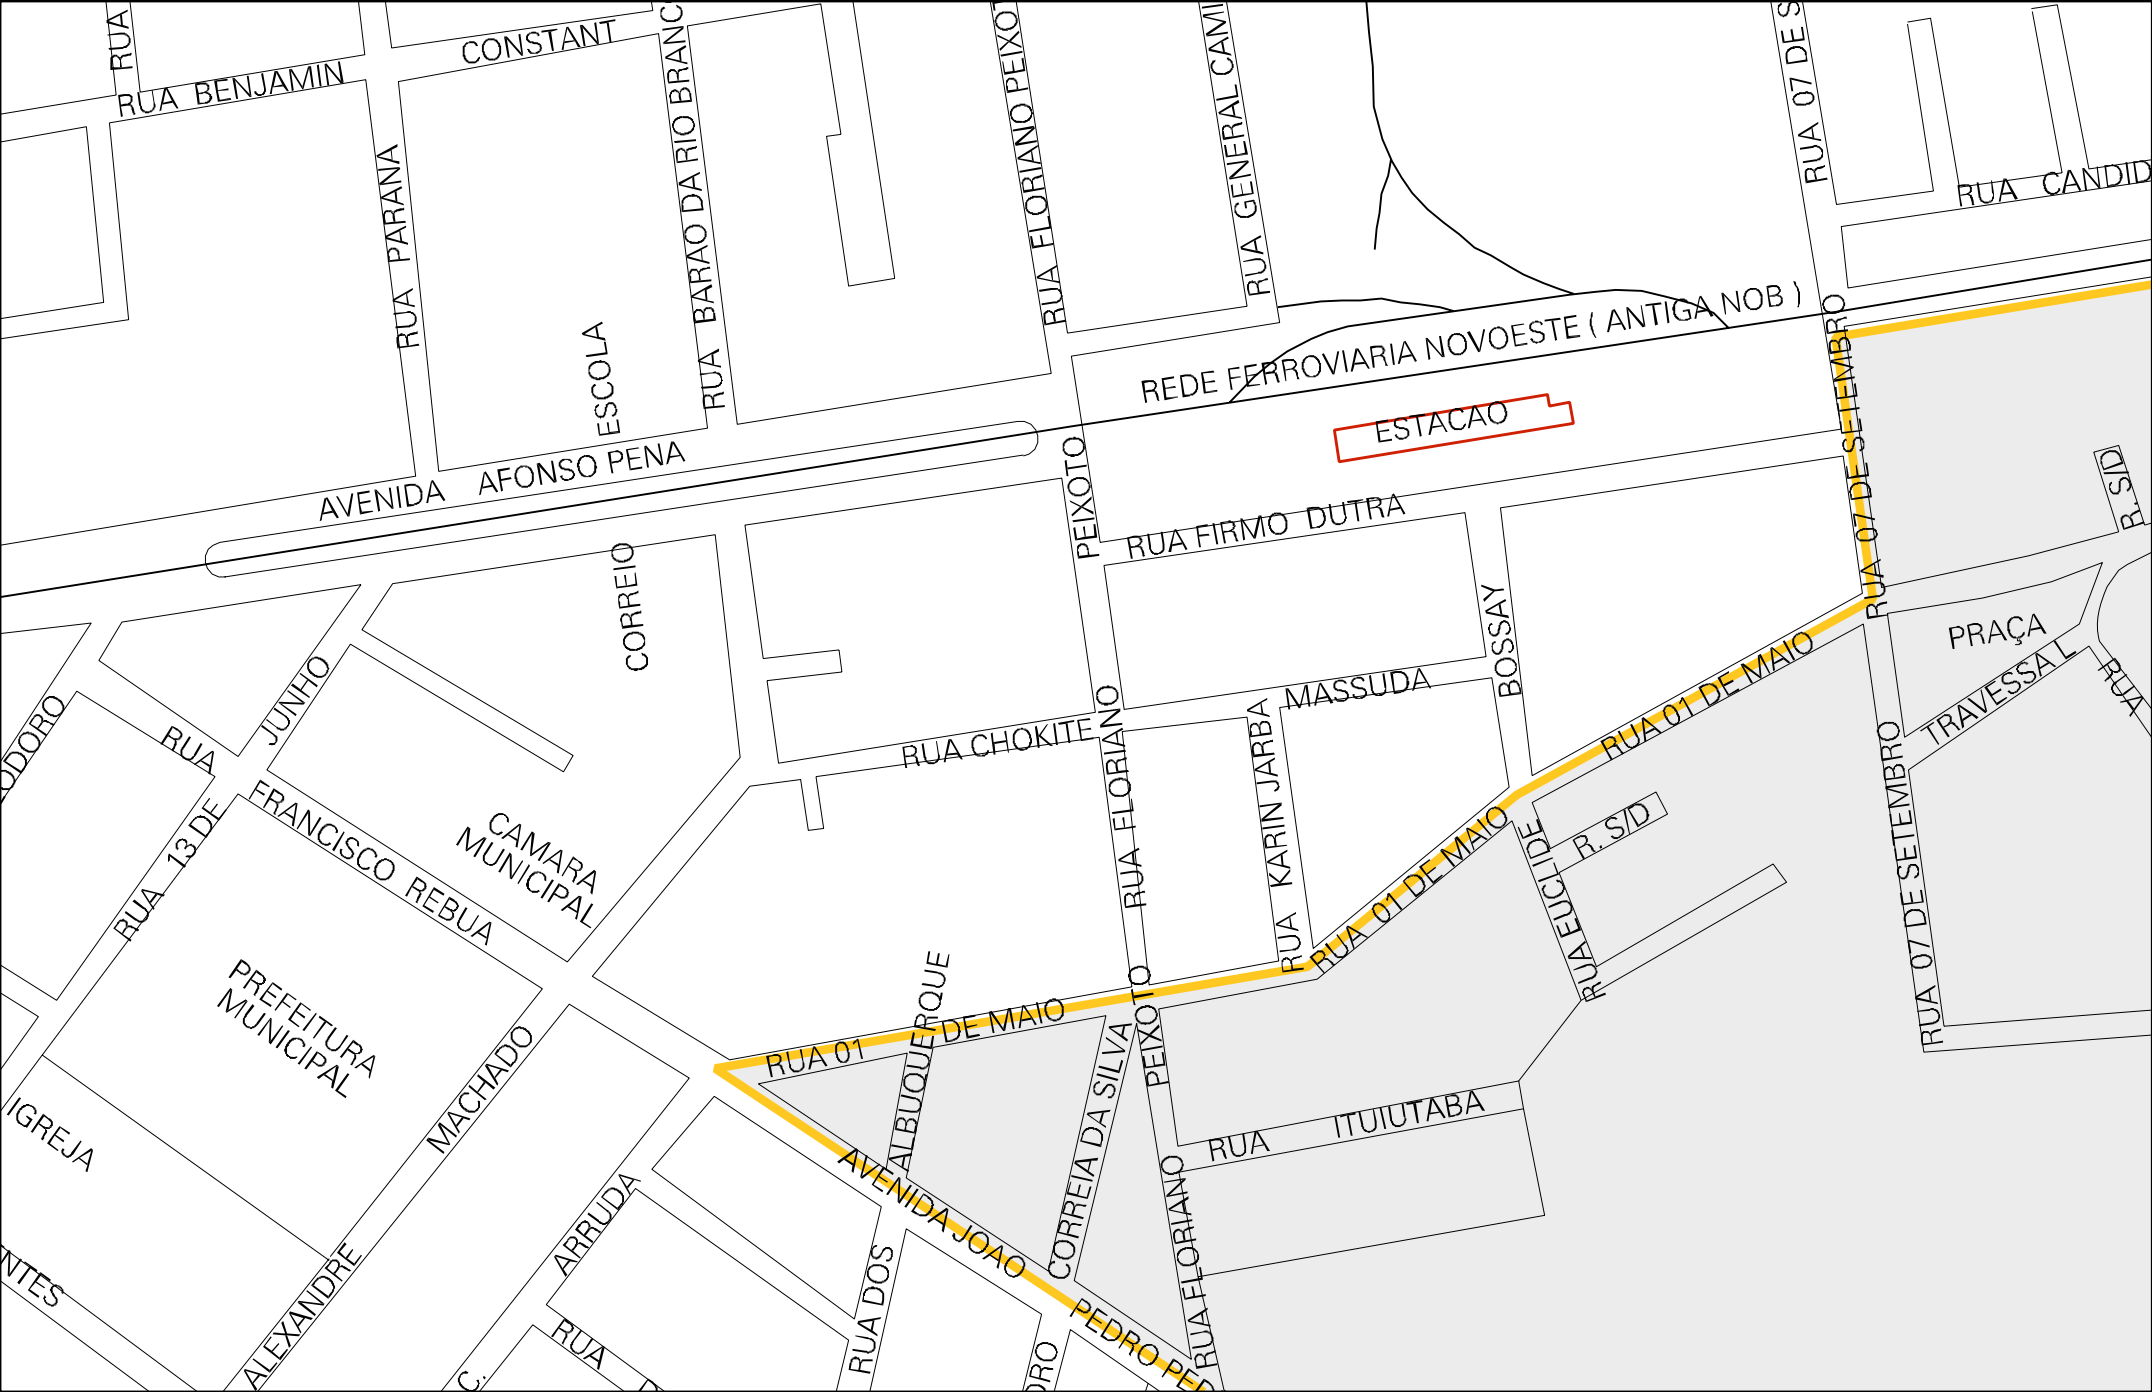 RUA
RUA BENJAMIN
CONSTANT
RUA PARANA
RUA BARAO DA RIO BRANC
RUA FLORIANO PEIXOT
RUA GENERAL CAMI
RUA 07 DE S
RUA CANDID
ESCOLA
REDE FERROVIARIA NOVOESTE ( ANTIGA NOB )
ESTACAO
AVENIDA AFONSO PENA
RUA 07 DE SETEMBRO
R. S/D
PEIXOTO
RUA FIRMO DUTRA
CORREIO
BOSSAY
PRAÇA
TRAVESSA L
RUA
ODORO
JUNHO
RUA
RUA CHOKITE
MASSUDA
RUA KARIN JARBA
RUA FLORIANO
RUA 01 DE MAIO
RUA 01 DE MAIO
RUA 13 DE
FRANCISCO REBUA
CAMARA
MUNICIPAL
R. S/D
RUA EUCLIDE
RUA 07 DE SETEMBRO
PREFEITURA
MUNICIPAL
ALBUQUERQUE
RUA 01 DE MAIO
CORREIA DA SILVA
PEIXOTO
RUA ITUIUTABA
IGREJA
MACHADO
ALEXANDRE
ARRUDA
AVENIDA JOAO
PEDRO PED
RUA FLORIANO
RUA DOS
NTES
C.
RUA
D
DRO